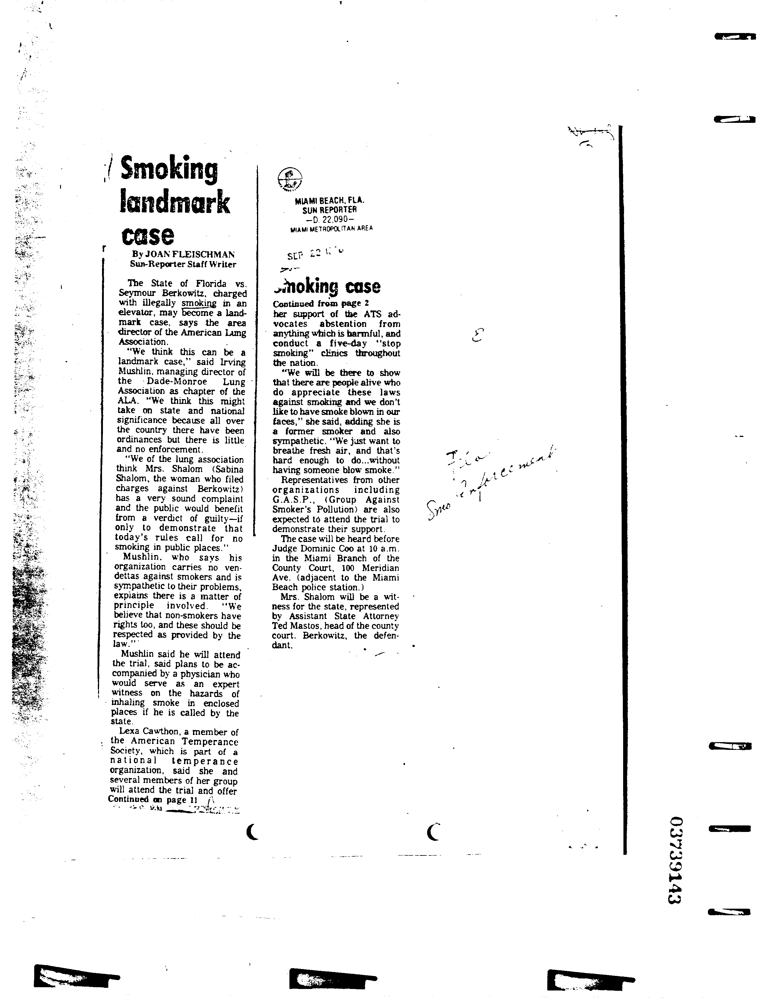 Smoking
landmark
case
By JOAN FLEISCHMAN
Sun-Reporter Staff Writer
The State of Florida vs.
Seymour Berkowitz, charged
with illegally smoking in an
elevator, may become a land-
mark case, says the area
director of the American Lung
Association.
"We think this can be a
landmark case," said Irving
Mushlin, managing director of
the Dade-Monroe Lung
Association as chapter of the
ALA. "We think this might
take on state and national
significance because all over
the country there have been
ordinances but there is little
and no enforcement.
"We of the lung association
think Mrs. Shalom (Sabina
Shalom, the woman who filed
charges against Berkowitz)
has a very sound complaint
and the public would benefit
from a verdict of guilty—if
only to demonstrate that
today's rules call for no
smoking in public places."
Mushlin, who says his
organization carries no ven-
dettas against smokers and is
sympathetic to their problems,
expiains there is a matter of
principle involved. "We
believe that non-smokers have
rights too, and these should be
respected as provided by the
law."
Mushlin said he will attend
the trial, said plans to be ac-
companied by a physician who
would serve as an expert
witness on the hazards of
inhaling smoke in enclosed
places if he is called by the
state.
Lexa Cawthon, a member of
the American Temperance
Society, which is part of a
national temperance
organization, said she and
several members of her group
will attend the trial and offer
Continued on page 11
MIAMI BEACH, FLA.
SUN REPORTER
—D. 22,090—
MIAMI METROPOLITAN AREA
SEP 22
moking case
Continued from page 2
her support of the ATS ad-
vocates abstention from
anything which is harmful, and
conduct a five-day "stop
smoking" clinics throughout
the nation.
"We will be there to show
that there are people alive who
do appreciate these laws
against smoking and we don't
like to have smoke blown in our
faces," she said, adding she is
a former smoker and also
sympathetic. "We just want to
breathe fresh air, and that's
hard enough to do...without
having someone blow smoke."
Representatives from other
organizations including
G.A.S.P., (Group Against
Smoker's Pollution) are also
expected to attend the trial to
demonstrate their support.
The case will be heard before
Judge Dominic Coo at 10 a.m.
in the Miami Branch of the
County Court, 100 Meridian
Ave. (adjacent to the Miami
Beach police station.)
Mrs. Shalom will be a wit-
ness for the state, represented
by Assistant State Attorney
Ted Mastos, head of the county
court. Berkowitz, the defen-
dant.
03739143